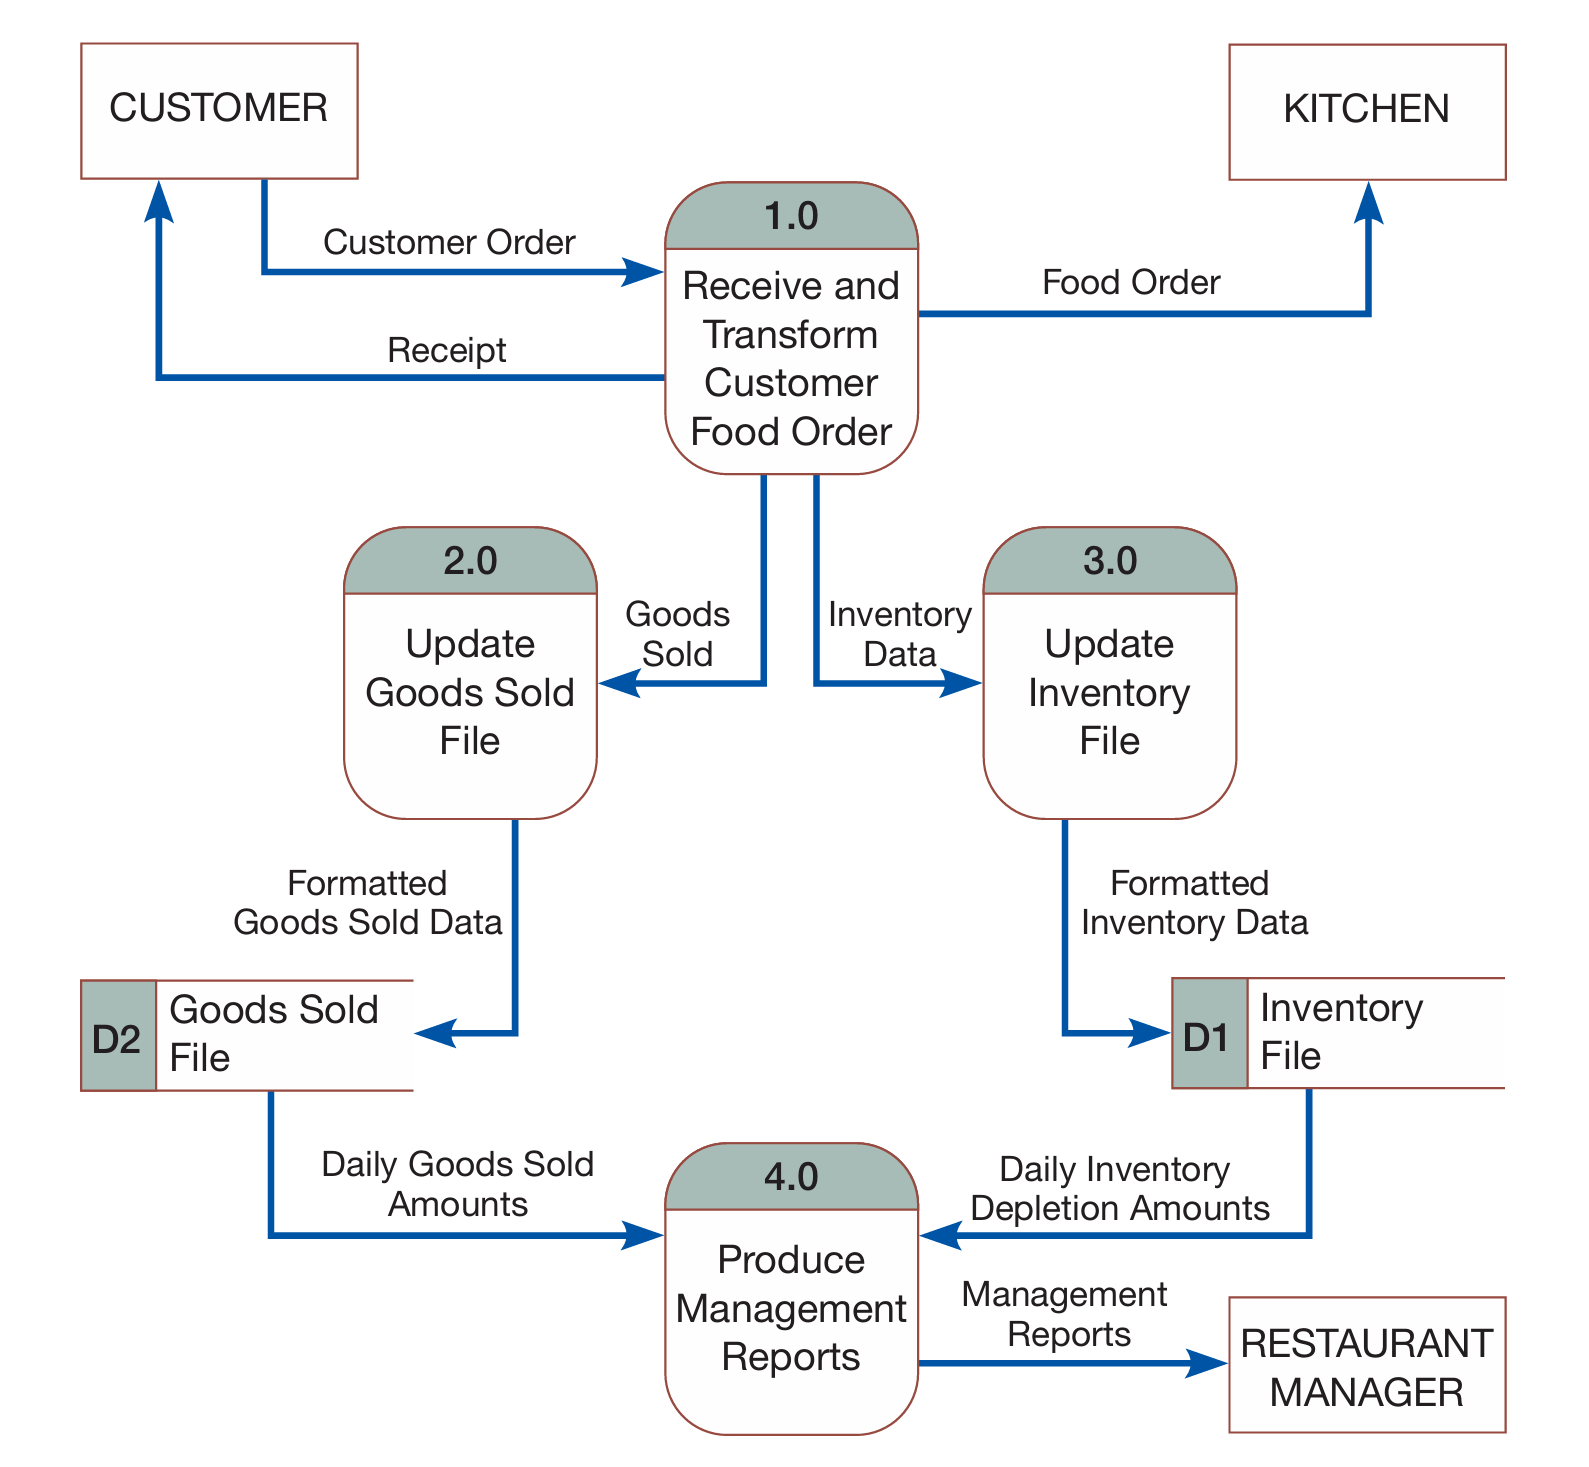 CUSTOMER
KITCHEN
1.0
Customer Order
Receive and
Transform
Customer
Food Order
Food Order
Receipt
2.0
Update
Goods Sold
File
Goods
Sold
Inventory
Data
3.0
Update
Inventory
File
Formatted
Goods Sold Data
Formatted
Inventory Data
D2
Goods Sold
File
D1
Inventory
File
Daily Goods Sold
Amounts
4.0
Produce
Management
Reports
Daily Inventory
Depletion Amounts
Management
Reports
RESTAURANT
MANAGER